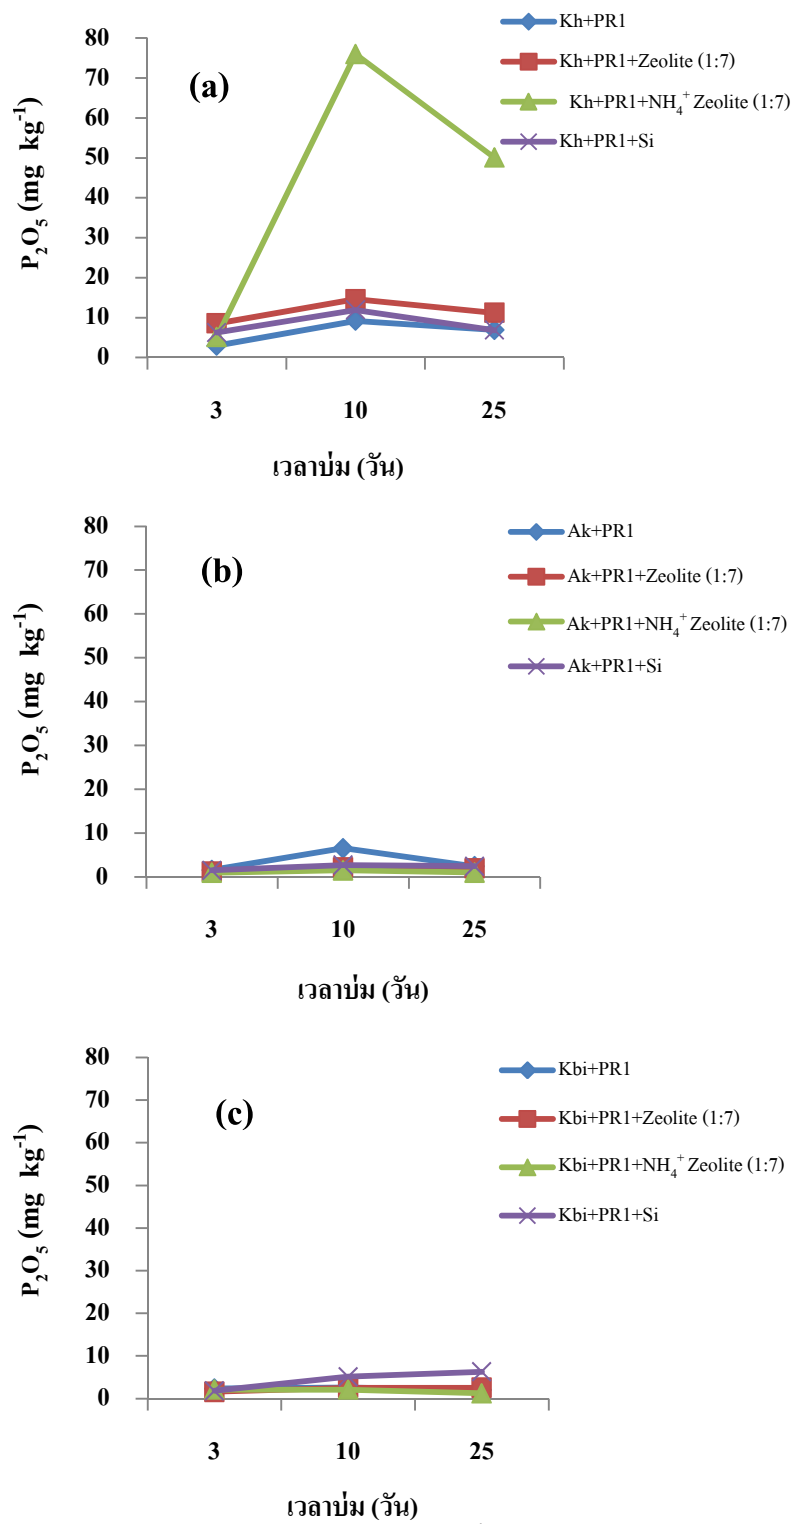 Kh+PR1
Kh+PR1+Zeolite (1:7)
Kh+PR1+NH₄⁺ Zeolite (1:7)
Kh+PR1+Si
(a)
P₂O₅ (mg kg⁻¹)
80
70
60
50
40
30
20
10
0
3 10 25
เวลาบ่ม (วัน)
Ak+PR1
Ak+PR1+Zeolite (1:7)
Ak+PR1+NH₄⁺ Zeolite (1:7)
Ak+PR1+Si
(b)
P₂O₅ (mg kg⁻¹)
80
70
60
50
40
30
20
10
0
3 10 25
เวลาบ่ม (วัน)
Kbi+PR1
Kbi+PR1+Zeolite (1:7)
Kbi+PR1+NH₄⁺ Zeolite (1:7)
Kbi+PR1+Si
(c)
P₂O₅ (mg kg⁻¹)
80
70
60
50
40
30
20
10
0
3 10 25
เวลาบ่ม (วัน)